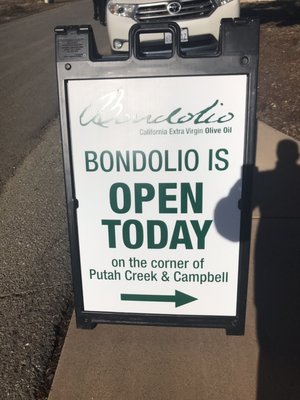 Bondolio
California Extra Virgin Olive Oil
BONDOLIO IS
OPEN
TODAY
on the corner of
Putah Creek & Campbell